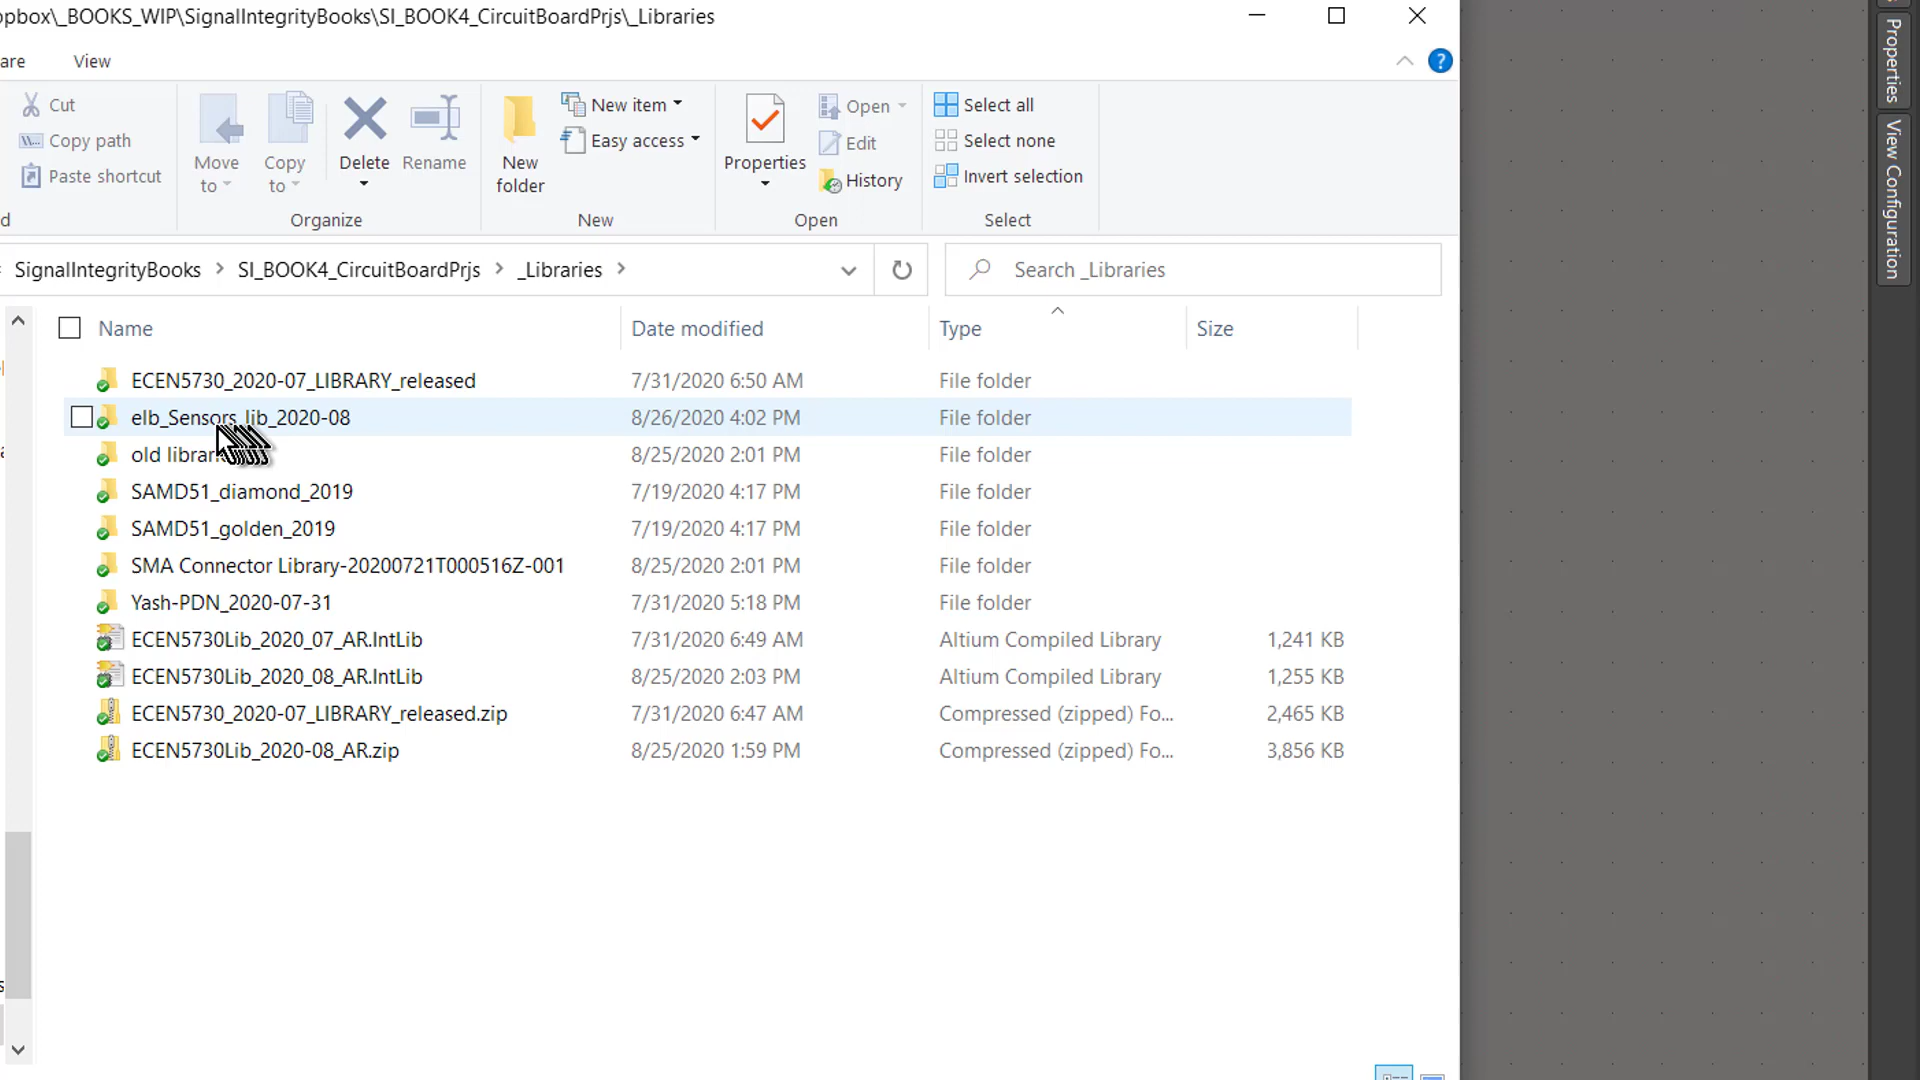 opbox\_BOOKS_WIP\SignalIntegrityBooks\SI_BOOK4_CircuitBoardPrjs\_Libraries
are View
Cut
Copy path
Paste shortcut
Move to
Copy to
Delete
Rename
Organize
New folder
New item
Easy access
New
Properties
Open
Edit
History
Open
Select all
Select none
Invert selection
Select
SignalIntegrityBooks > SI_BOOK4_CircuitBoardPrjs > _Libraries >
Search _Libraries
Name Date modified Type Size
ECEN5730_2020-07_LIBRARY_released 7/31/2020 6:50 AM File folder
elb_Sensors_lib_2020-08 8/26/2020 4:02 PM File folder
old 8/25/2020 2:01 PM File folder
SAMD51_diamond_2019 7/19/2020 4:17 PM File folder
SAMD51_golden_2019 7/19/2020 4:17 PM File folder
SMA Connector Library-20200721T000516Z-001 8/25/2020 2:01 PM File folder
Yash-PDN_2020-07-31 7/31/2020 5:18 PM File folder
ECEN5730Lib_2020_07_AR.IntLib 7/31/2020 6:49 AM Altium Compiled Library 1,241 KB
ECEN5730Lib_2020_08_AR.IntLib 8/25/2020 2:03 PM Altium Compiled Library 1,255 KB
ECEN5730_2020-07_LIBRARY_released.zip 7/31/2020 6:47 AM Compressed (zipped) Fo... 2,465 KB
ECEN5730Lib_2020-08_AR.zip 8/25/2020 1:59 PM Compressed (zipped) Fo... 3,856 KB
Properties
View Configuration